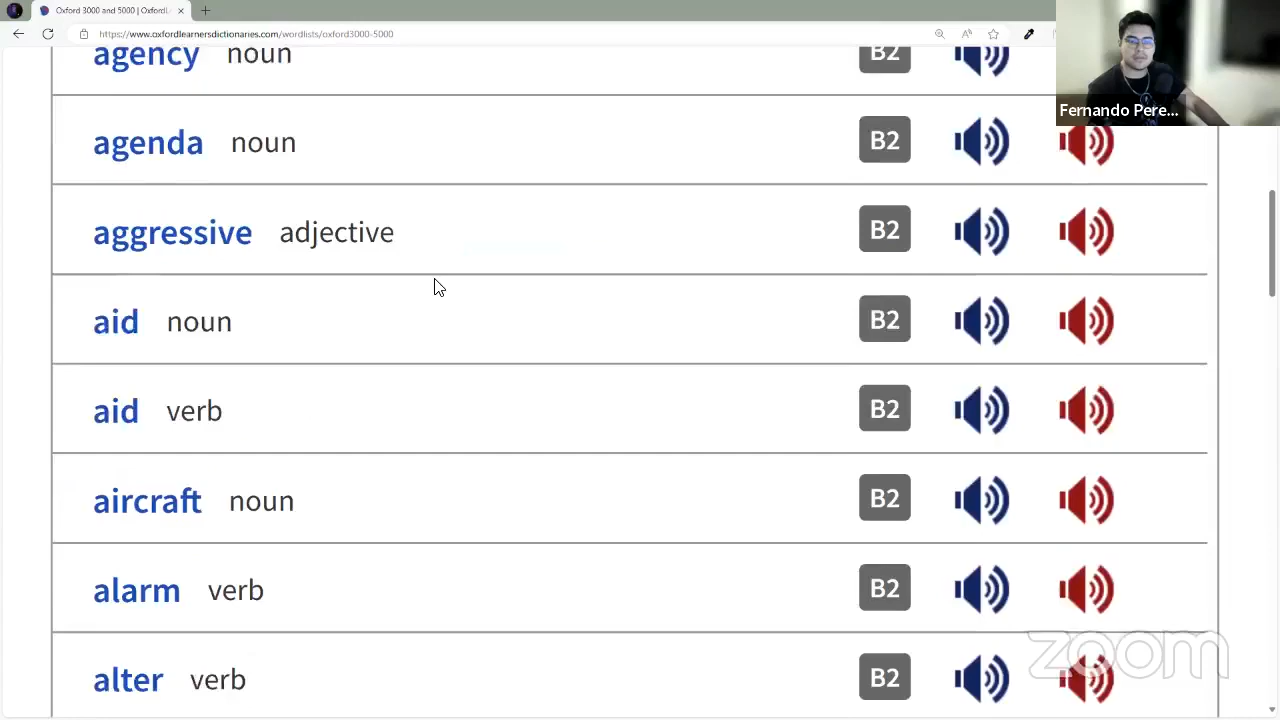 Oxford 3000 and 5000 | OxfordL
https://www.oxfordlearnersdictionaries.com/wordlists/oxford3000-5000
agency noun B2
Fernando Pere...
agenda noun B2
aggressive adjective B2
aid noun B2
aid verb B2
aircraft noun B2
alarm verb B2
zoom
alter verb B2